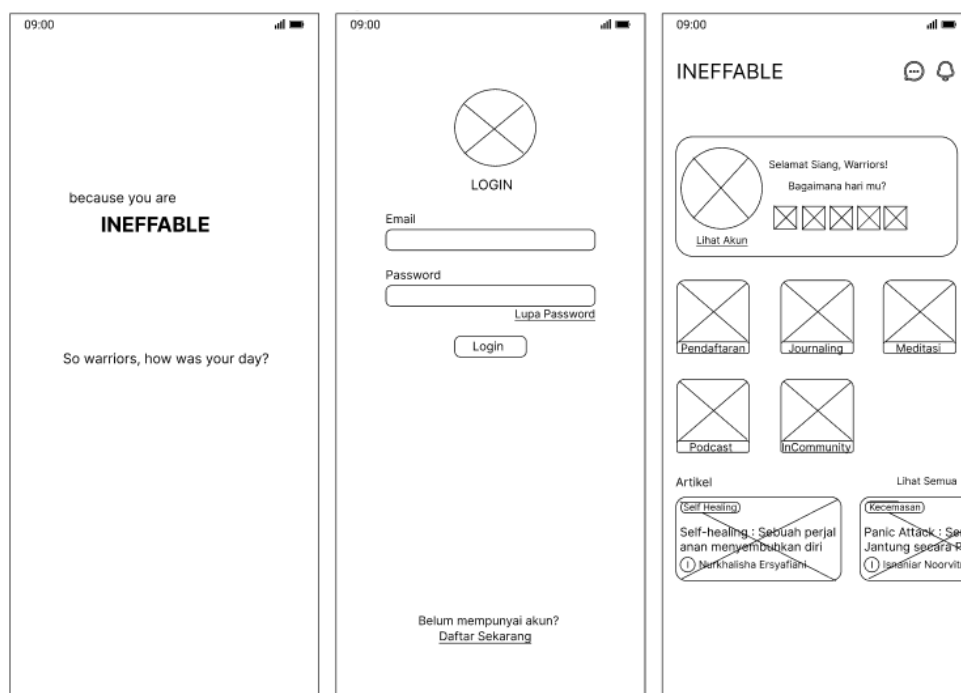 09:00
because you are
INEFFABLE
So warriors, how was your day?
09:00
LOGIN
Email
Password
Lupa Password
Login
Belum mempunyai akun?
Daftar Sekarang
09:00
INEFFABLE
Selamat Siang, Warriors!
Bagaimana hari mu?
Lihat Akun
Pendaftaran
Journaling
Meditasi
Podcast
InCommunity
Artikel
Lihat Semua
Self Healing
Self-healing : Sebuah perjal
anan menyembuhkan diri
Nurkhalisha Ersyafiani
Kecemasan
Panic Attack :
Jantung secara
Isnaniar